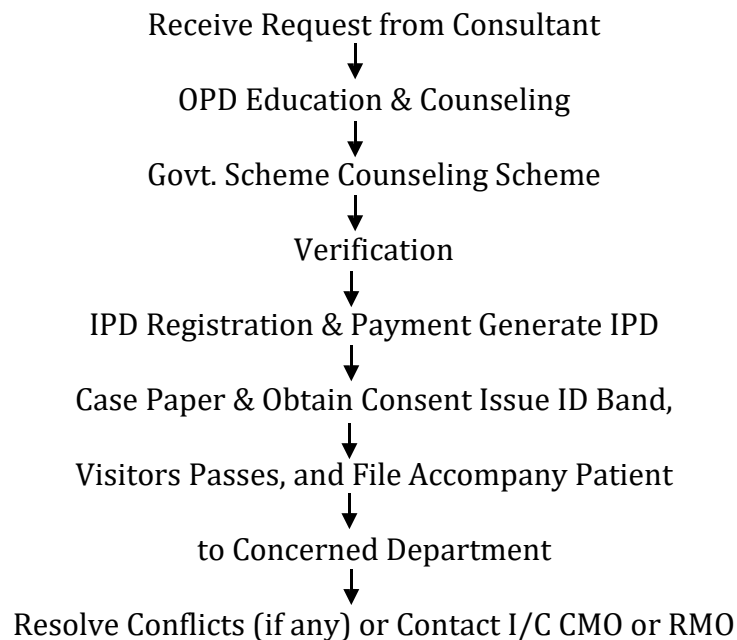 Receive Request from Consultant
OPD Education & Counseling
Govt. Scheme Counseling Scheme
Verification
IPD Registration & Payment Generate IPD
Case Paper & Obtain Consent Issue ID Band,
Visitors Passes, and File Accompany Patient
to Concerned Department
Resolve Conflicts (if any) or Contact I/C CMO or RMO